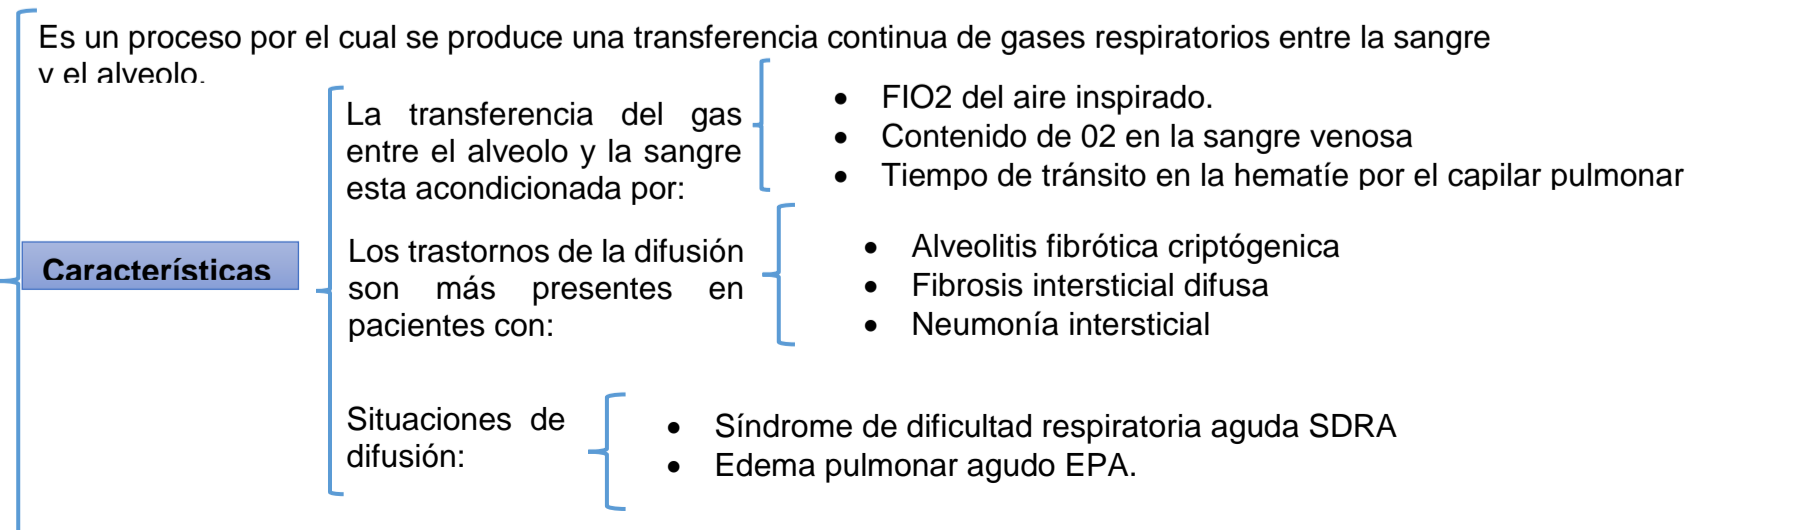 Es un proceso por el cual se produce una transferencia continua de gases respiratorios entre la sangre
y el alveolo.
La transferencia del gas
entre el alveolo y la sangre
esta acondicionada por:
• FIO2 del aire inspirado.
• Contenido de 02 en la sangre venosa
• Tiempo de tránsito en la hematíe por el capilar pulmonar
Características
Los trastornos de la difusión
son más presentes en
pacientes con:
• Alveolitis fibrótica criptógenica
• Fibrosis intersticial difusa
• Neumonía intersticial
Situaciones de
difusión:
• Síndrome de dificultad respiratoria aguda SDRA
• Edema pulmonar agudo EPA.